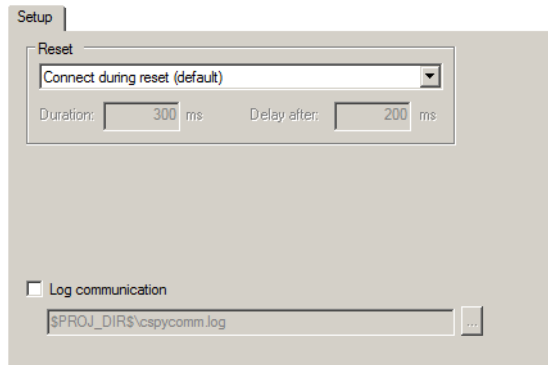 Setup
Reset
Connect during reset (default)
Duration: 300 ms Delay after: 200 ms
Log communication
$PROJ_DIR$\cspycomm.log
...